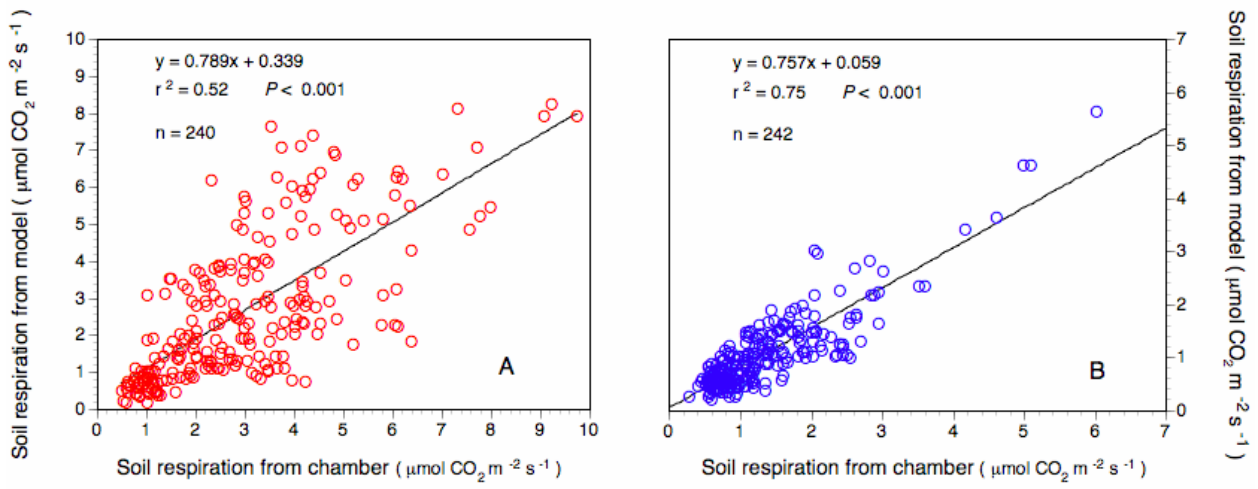 Soil respiration from model ( μmol CO2 m -2 s -1 )
10
9
8
7
6
5
4
3
2
1
0
y = 0.789x + 0.339
r 2 = 0.52 P < 0.001
n = 240
A
0 1 2 3 4 5 6 7 8 9 10
Soil respiration from chamber ( μmol CO2 m -2 s -1 )
y = 0.757x + 0.059
r 2 = 0.75 P < 0.001
n = 242
B
0 1 2 3 4 5 6 7
Soil respiration from chamber ( μmol CO2 m -2 s -1 )
7
6
5
4
3
2
1
0
Soil respiration from model ( μmol CO2 m -2 s -1 )